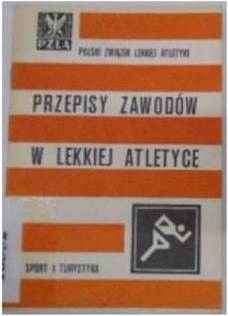 PZLA
POLSKI ZWIĄZEK LEKKIEJ ATLETYKI
PRZEPISY ZAWODÓW
W LEKKIEJ ATLETYCE
SPORT I TURYSTYKA